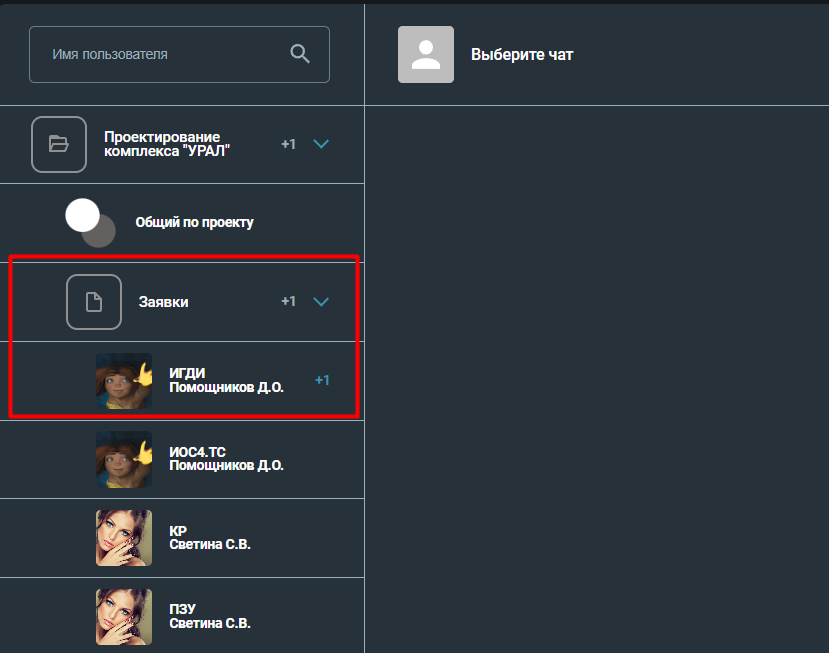 Имя пользователя
Выберите чат
Проектирование
комплекса "УРАЛ"
+1
Общий по проекту
Заявки
+1
ИГДИ
Помощников Д.О.
+1
ИОС4.ТС
Помощников Д.О.
КР
Светина С.В.
ПЗУ
Светина С.В.